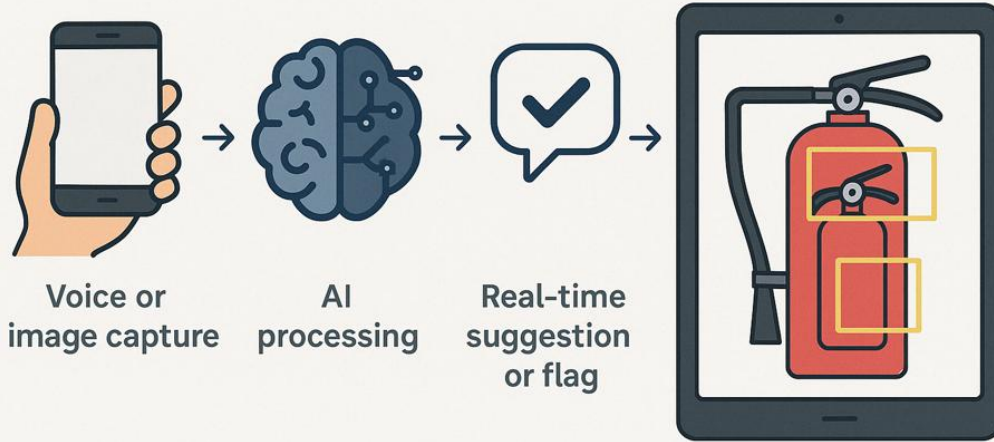 Voice or
image capture
AI
processing
Real-time
suggestion
or flag